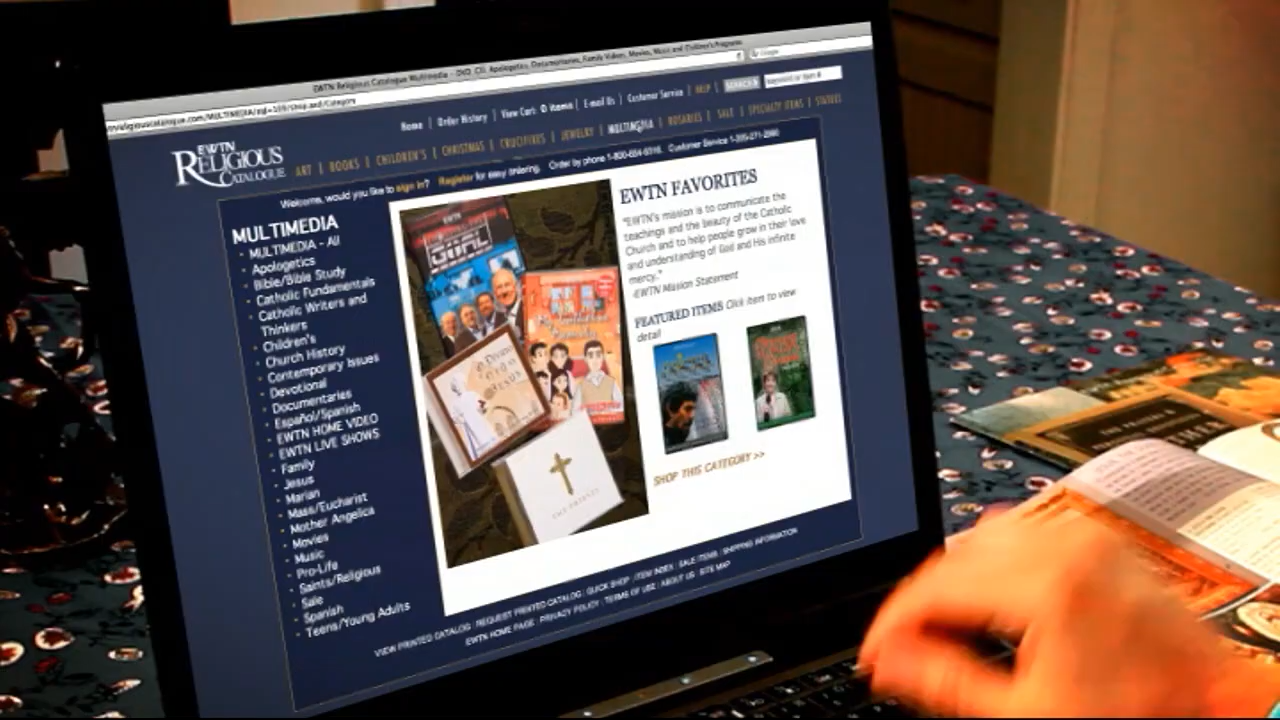 EWTN Religious Catalogue Multimedia - DVD, CD, Apologetics, Documentaries, Family Videos, Movies, Music and Children's Programs
Google
Home | Order History | View Cart: 0 items | E-mail Us | Customer Service | HELP | SEARCH
EWTN
RELIGIOUS
CATALOGUE
ART | BOOKS | CHILDREN'S | CHRISTMAS | CRUCIFIXES | JEWELRY | MULTIMEDIA | ROSARIES | SALE | SPECIALTY ITEMS | STATUES
Welcome, would you like to sign in? Register for easy ordering. Order by phone Customer Service
MULTIMEDIA
MULTIMEDIA - All
Apologetics
Bible/Bible Study
Catholic Fundamentals
Catholic Writers and
Thinkers
Children's
Church History
Contemporary Issues
Devotional
Documentaries
Español/Spanish
EWTN HOME VIDEO
EWTN LIVE SHOWS
Family
Jesus
Marian
Mass/Eucharist
Mother Angelica
Movies
Music
Pro-Life
Saints/Religious
Sale
Spanish
Teens/Young Adults
EWTN FAVORITES
"EWTN's mission is to communicate the
teachings and the beauty of the Catholic
Church and to help people grow in their love
and understanding of God and His infinite
mercy."
-EWTN Mission Statement
FEATURED ITEMS Click item to view
detail
SHOP THIS CATEGORY >>
THE PRIESTS
VIEW PRINTED CATALOG | REQUEST PRINTED CATALOG | QUICK SHOP | ITEM INDEX | SALE ITEMS | SHIPPING INFORMATION
EWTN HOME PAGE | PRIVACY POLICY | TERMS OF USE | ABOUT US | SITE MAP